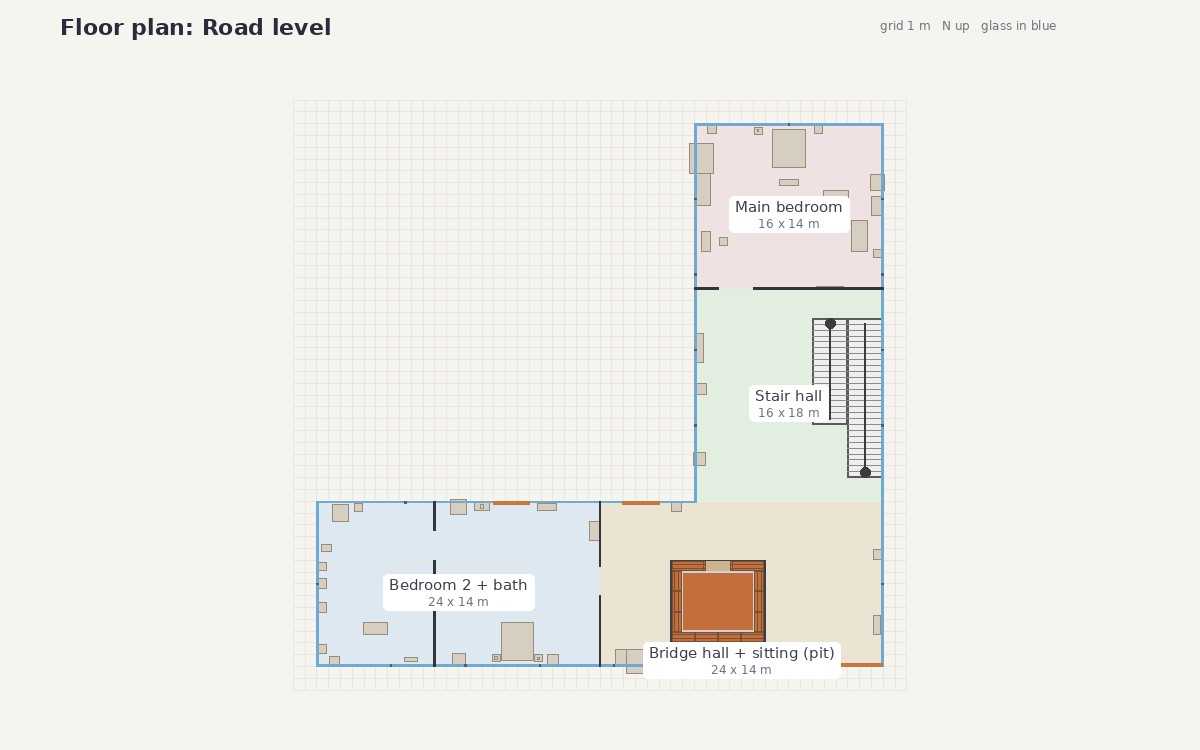 Floor plan: Road level
grid 1 m   N up   glass in blue
Main bedroom
16 x 14 m
Stair hall
16 x 18 m
Bedroom 2 + bath
24 x 14 m
Bridge hall + sitting (pit)
24 x 14 m